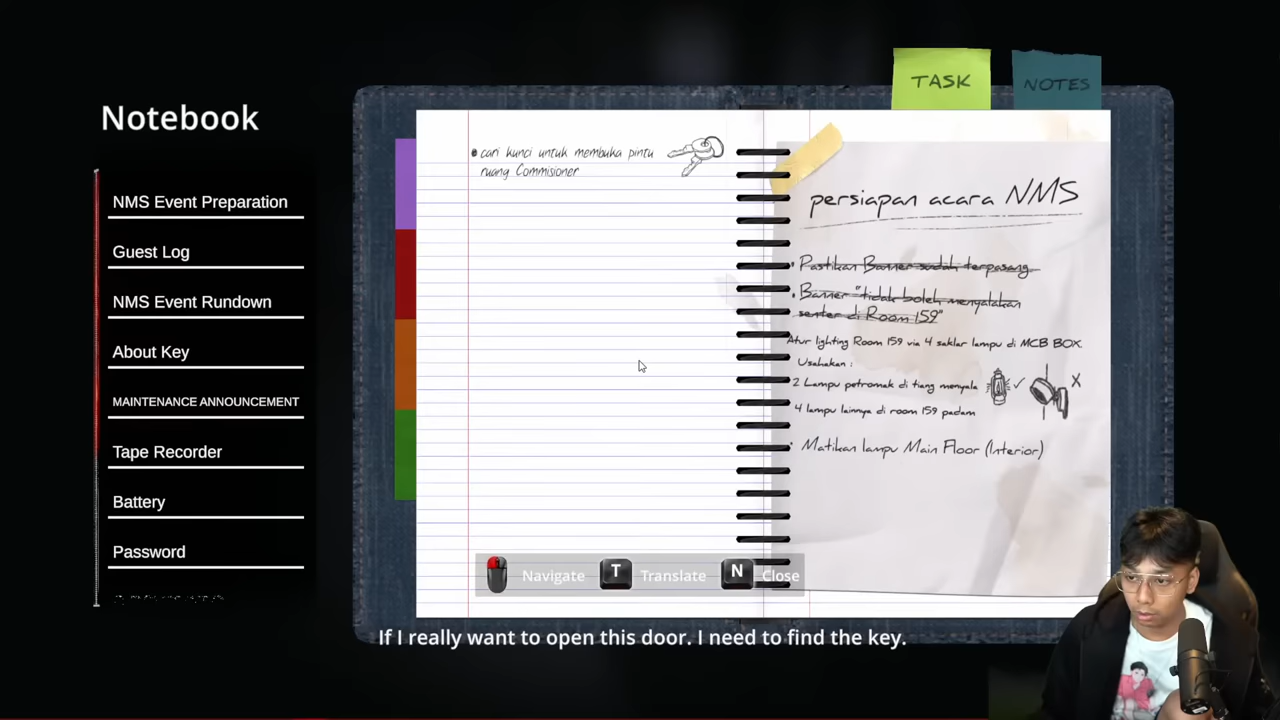 TASK
NOTES
Notebook
NMS Event Preparation
Guest Log
NMS Event Rundown
About Key
MAINTENANCE ANNOUNCEMENT
Tape Recorder
Battery
Password
• cari kunci untuk membuka pintu
ruang Commisioner
persiapan acara NMS
• Pastikan Banner sudah terpasang
• Banner "tidak boleh menyalakan
senter di Room 159"
Atur lighting Room 159 via 4 saklar lampu di MCB BOX.
Usahakan :
2 Lampu petromak di tiang menyala
4 lampu lainnya di room 159 padam
• Matikan lampu Main Floor (Interior)
T
N
Navigate
Translate
Close
If I really want to open this door. I need to find the key.